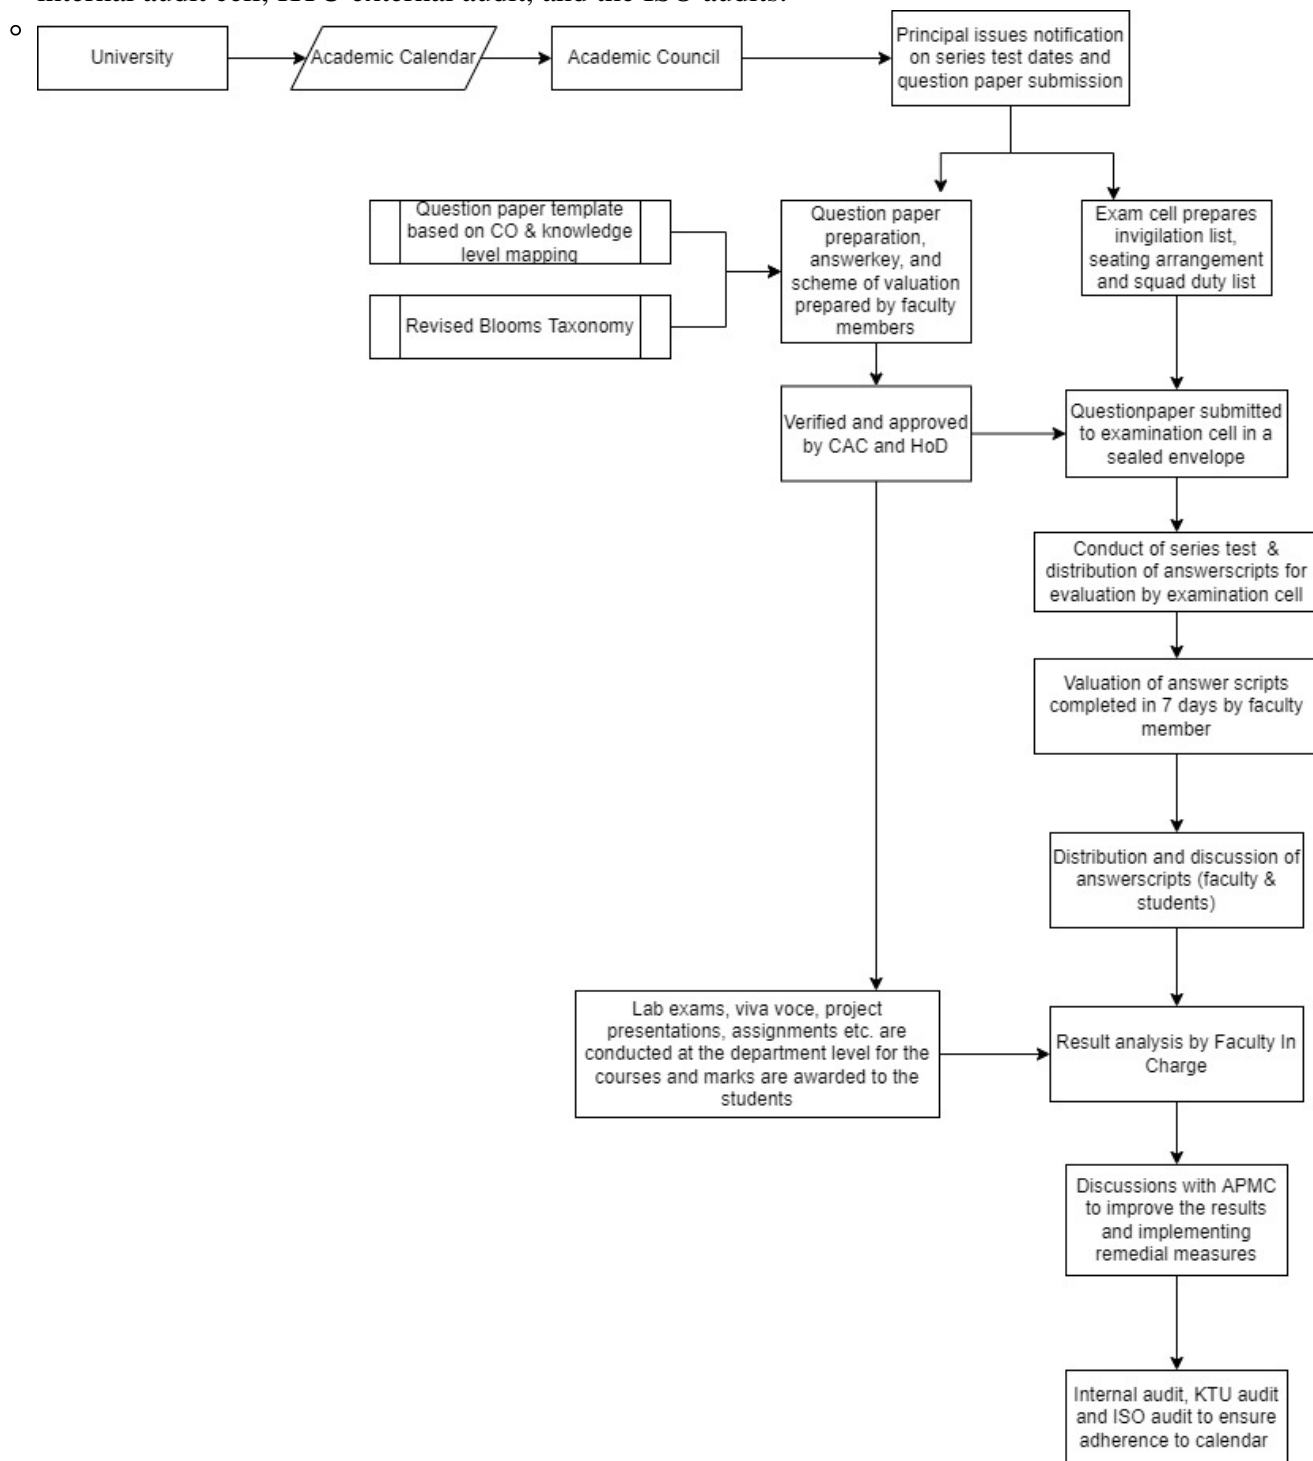 internal audit cell, KTU external audit, and the ISO audits.
University
Academic Calendar
Academic Council
Principal issues notification
on series test dates and
question paper submission
Question paper template
based on CO & knowledge
level mapping
Revised Blooms Taxonomy
Question paper
preparation,
answerkey, and
scheme of valuation
prepared by faculty
members
Exam cell prepares
invigilation list,
seating arrangement
and squad duty list
Verified and approved
by CAC and HoD
Questionpaper submitted
to examination cell in a
sealed envelope
Conduct of series test &
distribution of answerscripts for
evaluation by examination cell
Valuation of answer scripts
completed in 7 days by faculty
member
Distribution and discussion of
answerscripts (faculty &
students)
Lab exams, viva voce, project
presentations, assignments etc. are
conducted at the department level for the
courses and marks are awarded to the
students
Result analysis by Faculty In
Charge
Discussions with APMC
to improve the results
and implementing
remedial measures
Internal audit, KTU audit
and ISO audit to ensure
adherence to calendar